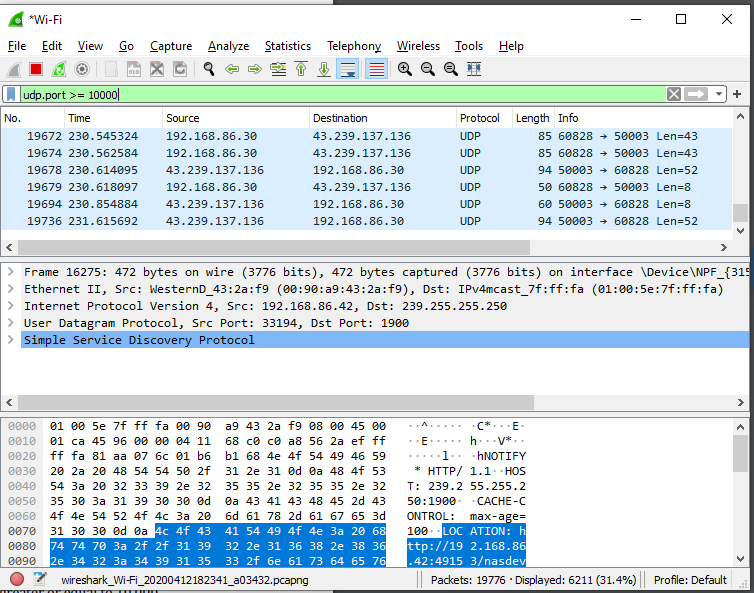 *Wi-Fi
File Edit View Go Capture Analyze Statistics Telephony Wireless Tools Help
udp.port >= 10000
No. Time Source Destination Protocol Length Info
19672 230.545324 192.168.86.30 43.239.137.136 UDP 85 60828 → 50003 Len=43
19674 230.562584 192.168.86.30 43.239.137.136 UDP 85 60828 → 50003 Len=43
19678 230.614095 43.239.137.136 192.168.86.30 UDP 94 50003 → 60828 Len=52
19679 230.618097 192.168.86.30 43.239.137.136 UDP 50 60828 → 50003 Len=8
19694 230.854884 43.239.137.136 192.168.86.30 UDP 60 50003 → 60828 Len=8
19736 231.615692 43.239.137.136 192.168.86.30 UDP 94 50003 → 60828 Len=52
Frame 16275: 472 bytes on wire (3776 bits), 472 bytes captured (3776 bits) on interface \Device\NPF_{315
Ethernet II, Src: WesternD_43:2a:f9 (00:90:a9:43:2a:f9), Dst: IPv4mcast_7f:ff:fa (01:00:5e:7f:ff:fa)
Internet Protocol Version 4, Src: 192.168.86.42, Dst: 239.255.255.250
User Datagram Protocol, Src Port: 33194, Dst Port: 1900
Simple Service Discovery Protocol
0000 01 00 5e 7f ff fa 00 90 a9 43 2a f9 08 00 45 00 ··^····· ·C*···E·
0010 01 ca 45 96 00 00 04 11 68 c0 c0 a8 56 2a ef ff ··E····· h···V*··
0020 ff fa 81 aa 07 6c 01 b6 b1 68 4e 4f 54 49 46 59 ·····l·· ·hNOTIFY
0030 20 2a 20 48 54 54 50 2f 31 2e 31 0d 0a 48 4f 53 * HTTP/ 1.1··HOS
0040 54 3a 20 32 33 39 2e 32 35 35 2e 32 35 35 2e 32 T: 239.2 55.255.2
0050 35 30 3a 31 39 30 30 0d 0a 43 41 43 48 45 2d 43 50:1900· ·CACHE-C
0060 4f 4e 54 52 4f 4c 3a 20 6d 61 78 2d 61 67 65 3d ONTROL: max-age=
0070 31 30 30 0d 0a 4c 4f 43 41 54 49 4f 4e 3a 20 68 100··LOC ATION: h
0080 74 74 70 3a 2f 2f 31 39 32 2e 31 36 38 2e 38 36 ttp://19 2.168.86
0090 2e 34 32 3a 34 39 31 35 33 2f 6e 61 73 64 65 76 .42:4915 3/nasdev
wireshark_Wi-Fi_20200412182341_a03432.pcapng Packets: 19776 · Displayed: 6211 (31.4%) Profile: Default